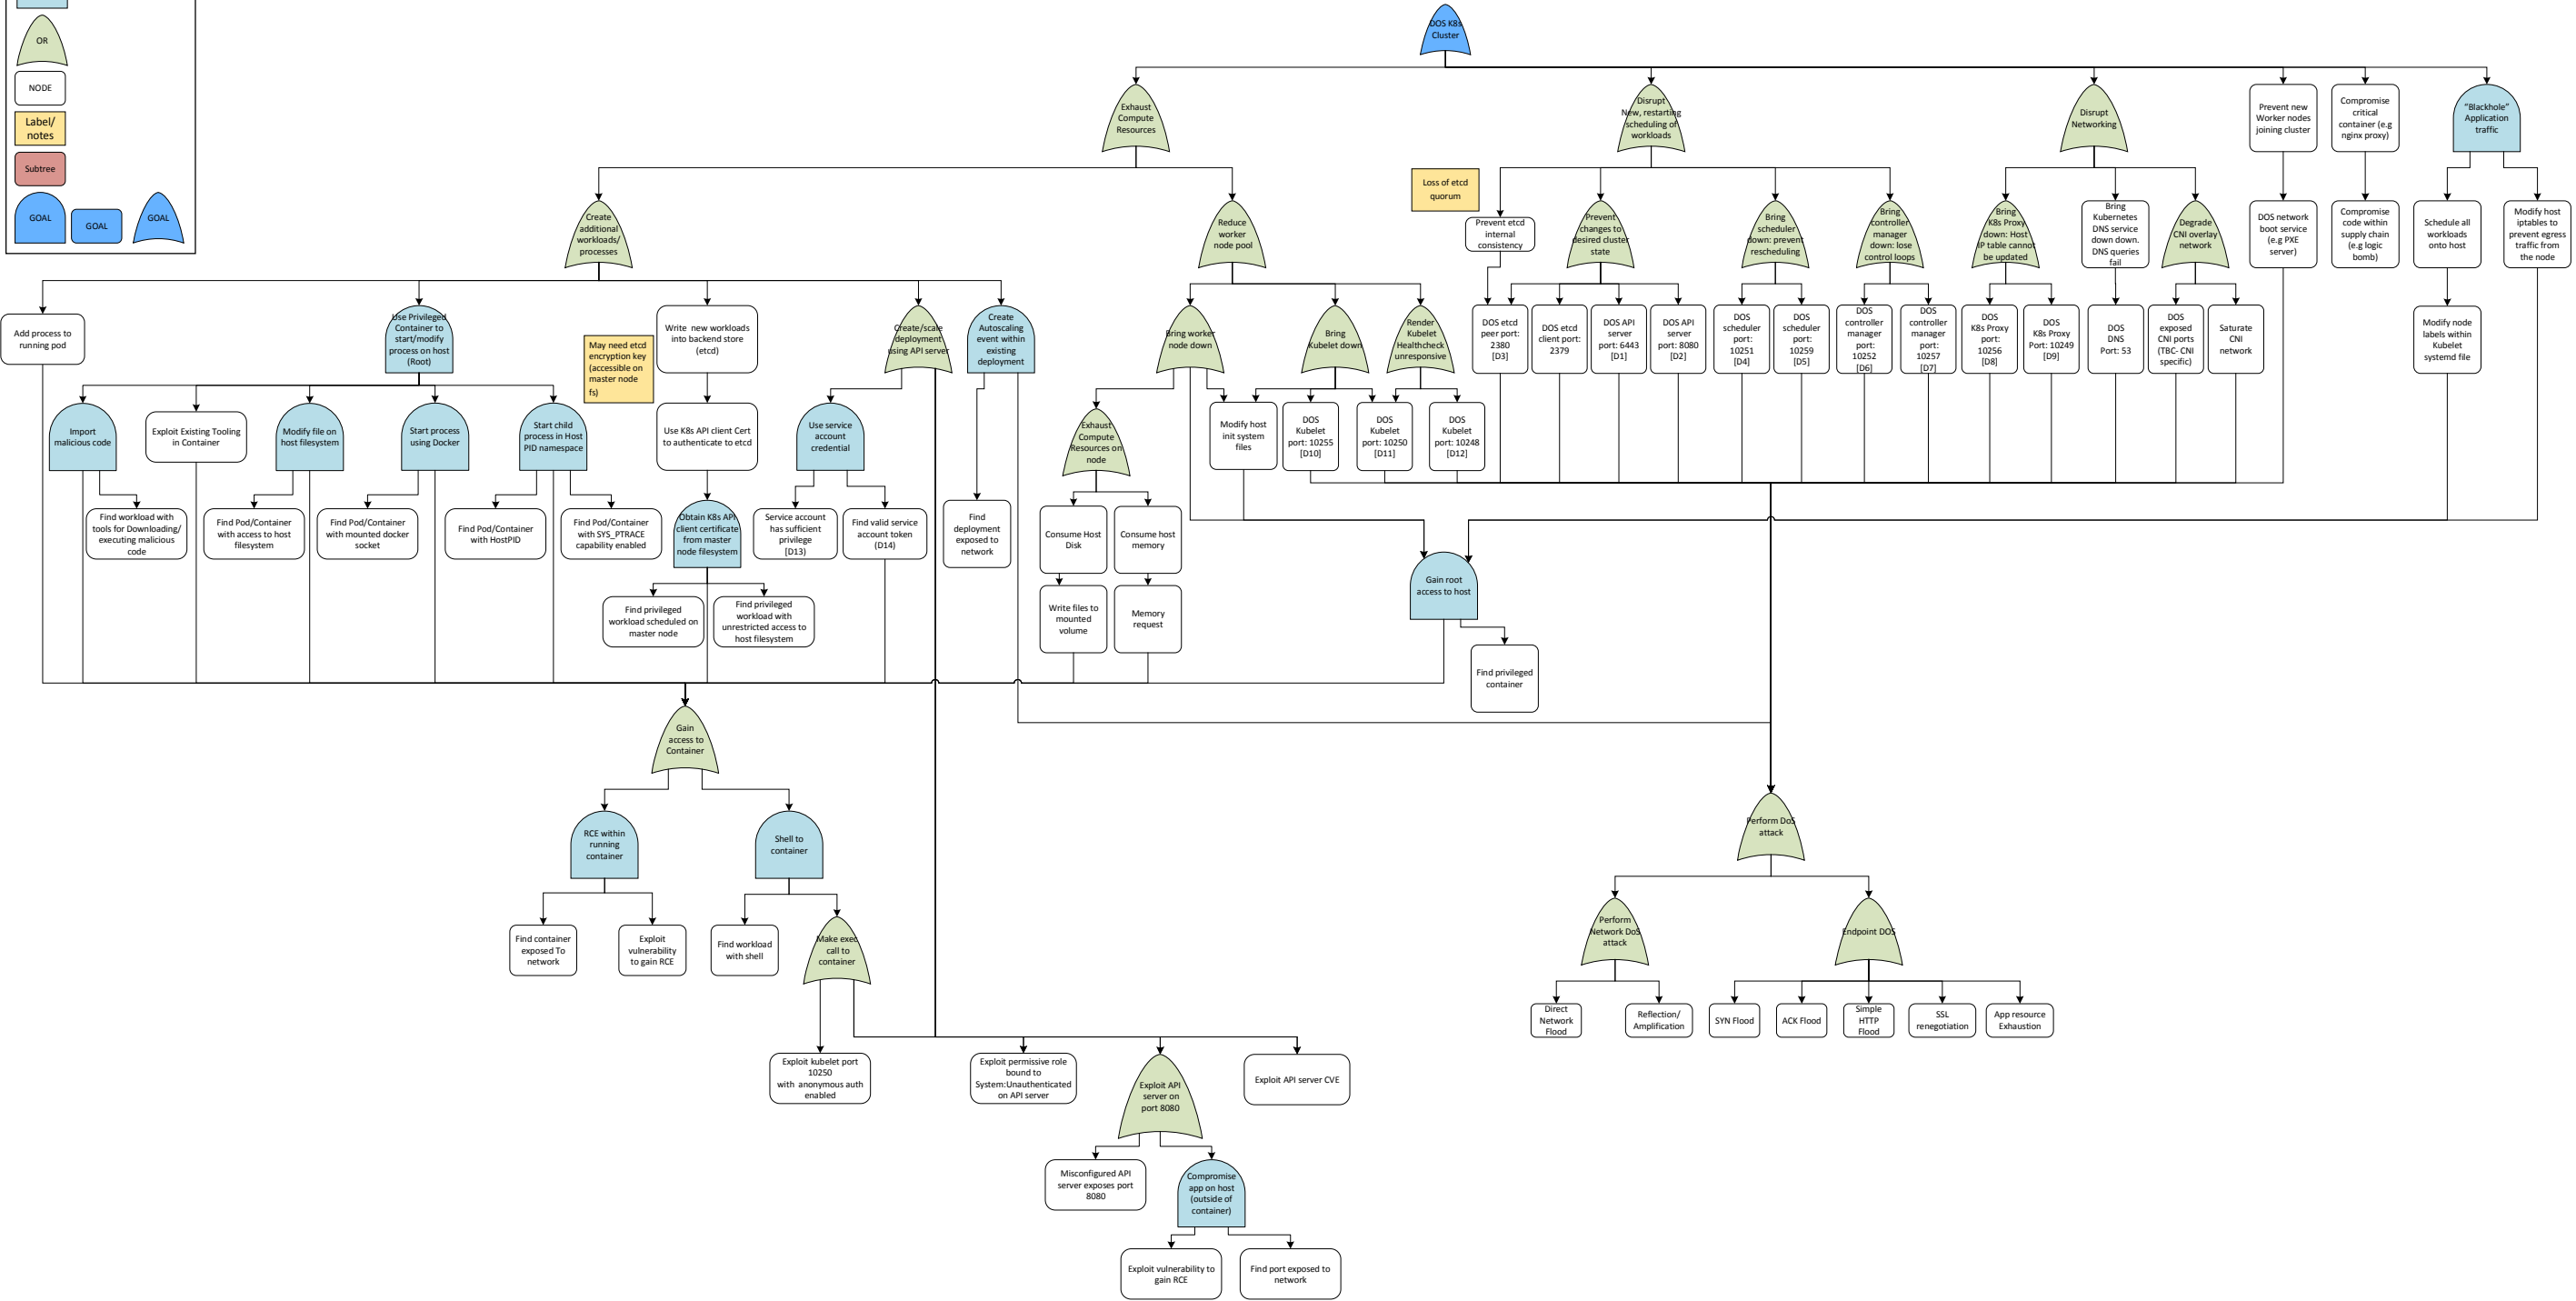 OR
NODE
Label/
notes
Subtree
GOAL
GOAL
GOAL
DOS K8s
Cluster
Exhaust
Compute
Resources
Disrupt
New, restarting
scheduling of
workloads
Disrupt
Networking
Prevent new
Worker nodes
joining cluster
Compromise
critical
container (e.g
nginx proxy)
"Blackhole"
Application
traffic
Create
additional
workloads/
processes
Reduce
worker
node pool
Loss of etcd
quorum
Prevent etcd
internal
consistency
Prevent
changes to
desired cluster
state
Bring
scheduler
down: prevent
rescheduling
Bring
controller
manager
down: lose
control loops
Bring
K8s Proxy
down: Host
IP table cannot
be updated
Bring
Kubernetes
DNS service
down down.
DNS queries
fail
Degrade
CNI overlay
network
DOS network
boot service
(e.g PXE
server)
Compromise
code within
supply chain
(e.g logic
bomb)
Schedule all
workloads
onto host
Modify host
iptables to
prevent egress
traffic from
the node
Add process to
running pod
Use Privileged
Container to
start/modify
process on host
(Root)
May need etcd
encryption key
(accessible on
master node
fs)
Write new workloads
into backend store
(etcd)
Create/scale
deployment
using API server
Create
Autoscaling
event within
existing
deployment
Bring worker
node down
Bring
Kubelet down
Render
Kubelet
Healthcheck
unresponsive
DOS etcd
peer port:
2380
[D3]
DOS etcd
client port:
2379
DOS API
server
port: 6443
[D1]
DOS API
server
port: 8080
[D2]
DOS
scheduler
port:
10251
[D4]
DOS
scheduler
port:
10259
[D5]
DOS
controller
manager
port:
10252
[D6]
DOS
controller
manager
port:
10257
[D7]
DOS
K8s Proxy
port:
10256
[D8]
DOS
K8s Proxy
Port: 10249
[D9]
DOS
DNS
Port: 53
DOS
exposed
CNI ports
(TBC- CNI
specific)
Saturate
CNI
network
Modify node
labels within
Kubelet
systemd file
Import
malicious code
Exploit Existing Tooling
in Container
Modify file on
host filesystem
Start process
using Docker
Start child
process in Host
PID namespace
Use K8s API client Cert
to authenticate to etcd
Use service
account
credential
Exhaust
Compute
Resources on
node
Modify host
init system
files
DOS
Kubelet
port: 10255
[D10]
DOS
Kubelet
port: 10250
[D11]
DOS
Kubelet
port: 10248
[D12]
Find workload with
tools for Downloading/
executing malicious
code
Find Pod/Container
with access to host
filesystem
Find Pod/Container
with mounted docker
socket
Find Pod/Container
with HostPID
Find Pod/Container
with SYS_PTRACE
capability enabled
Obtain K8s API
client certificate
from master
node filesystem
Service account
has sufficient
privilege
[D13)
Find valid service
account token
(D14)
Find
deployment
exposed to
network
Consume Host
Disk
Consume host
memory
Gain root
access to host
Find privileged
workload scheduled on
master node
Find privileged
workload with
unrestricted access to
host filesystem
Write files to
mounted
volume
Memory
request
Find privileged
container
Gain
access to
Container
RCE within
running
container
Shell to
container
Perform DoS
attack
Find container
exposed To
network
Exploit
vulnerability
to gain RCE
Find workload
with shell
Make exec
call to
container
Perform
Network DoS
attack
Endpoint DOS
Direct
Network
Flood
Reflection/
Amplification
SYN Flood
ACK Flood
Simple
HTTP
Flood
SSL
renegotiation
App resource
Exhaustion
Exploit kubelet port
10250
with anonymous auth
enabled
Exploit permissive role
bound to
System:Unauthenticated
on API server
Exploit API
server on
port 8080
Exploit API server CVE
Misconfigured API
server exposes port
8080
Compromise
app on host
(outside of
container)
Exploit vulnerability to
gain RCE
Find port exposed to
network